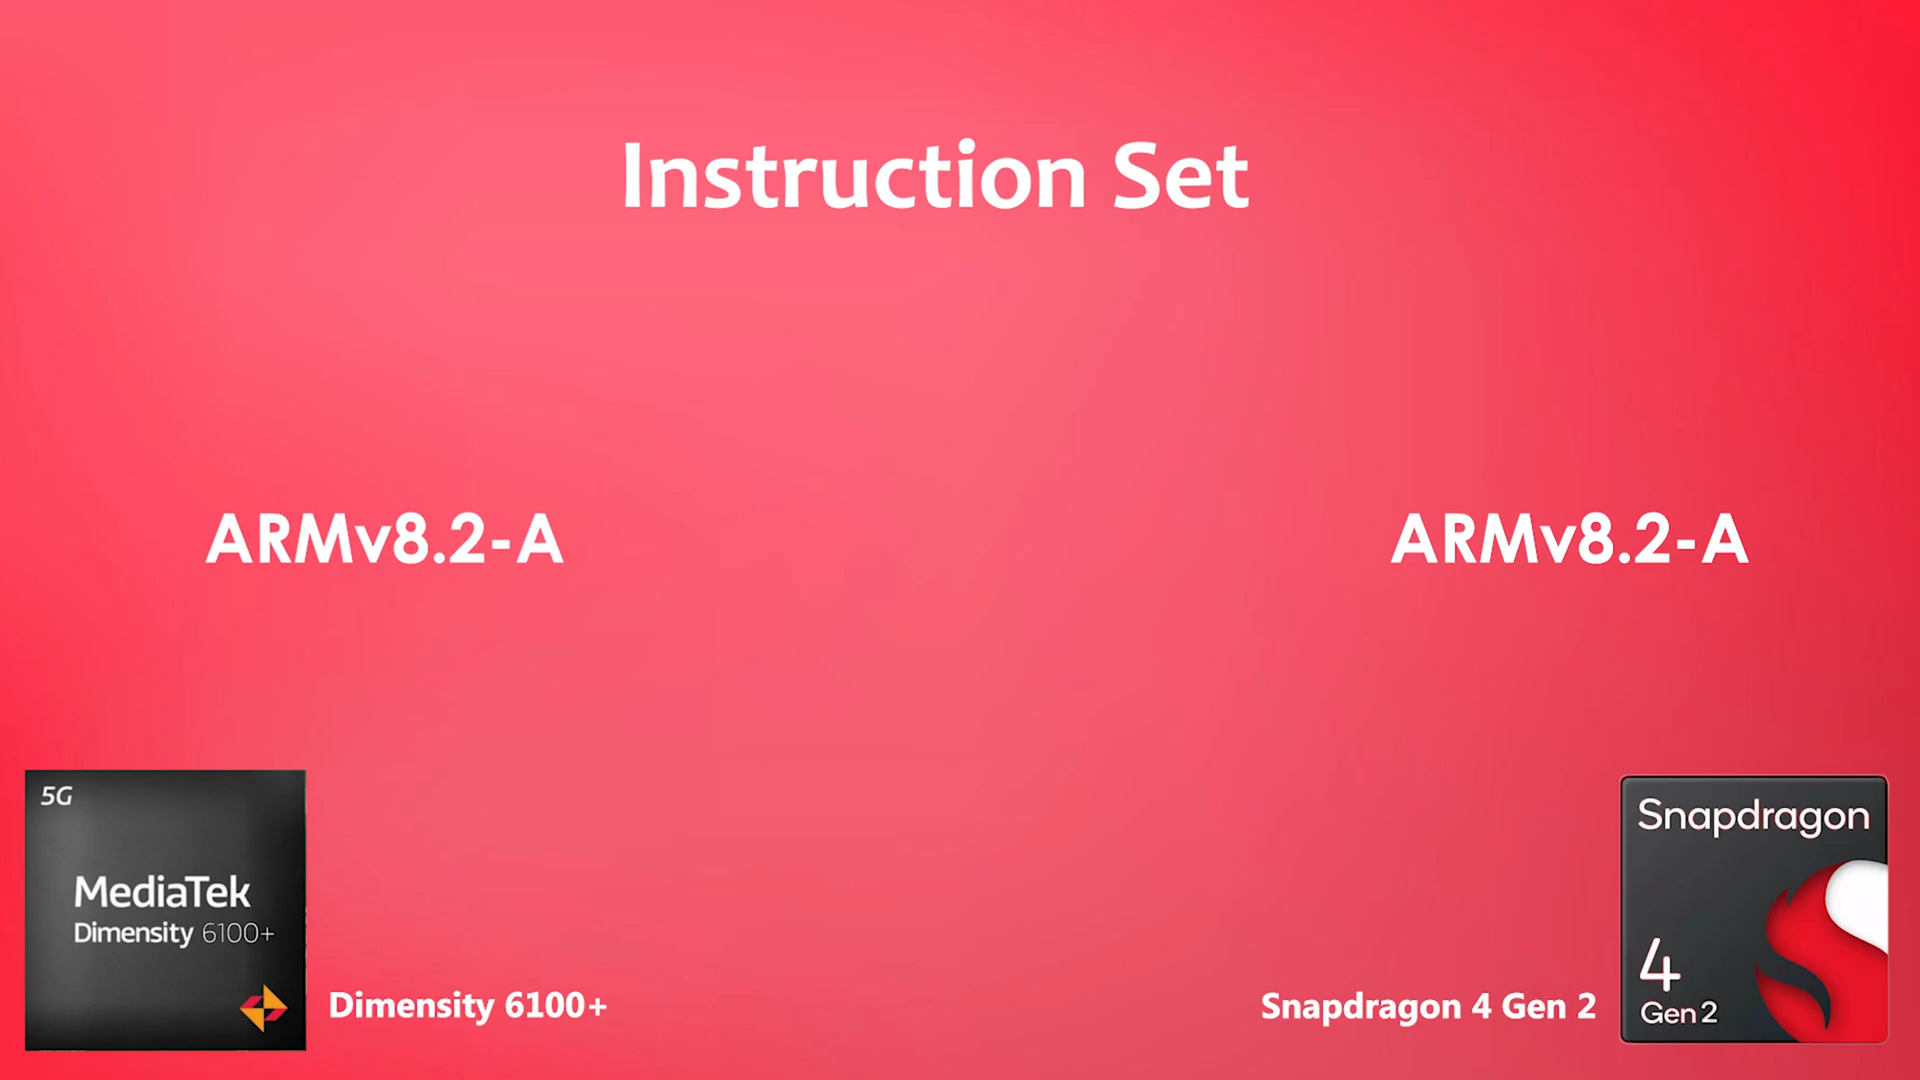 Instruction Set
ARMv8.2-A
ARMv8.2-A
5G
MediaTek
Dimensity 6100+
Dimensity 6100+
Snapdragon 4 Gen 2
Snapdragon
4
Gen 2